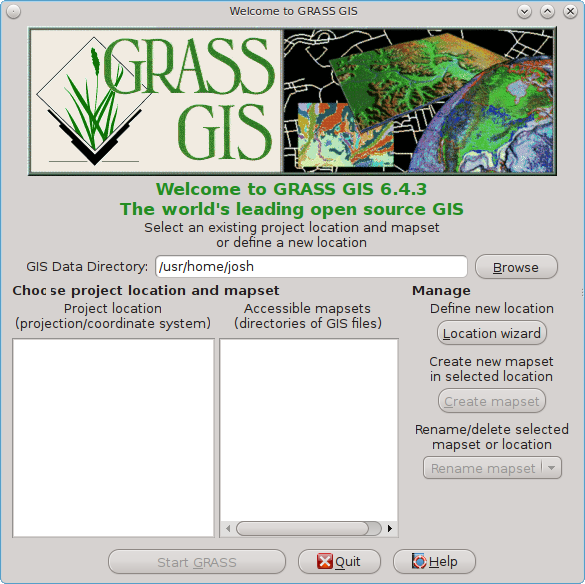 Welcome to GRASS GIS
GRASS
GIS
Welcome to GRASS GIS 6.4.3
The world's leading open source GIS
Select an existing project location and mapset
or define a new location
GIS Data Directory: /usr/home/josh Browse
Choose project location and mapset Manage
Project location
(projection/coordinate system)
Accessible mapsets
(directories of GIS files)
Define new location
Location wizard
Create new mapset
in selected location
Create mapset
Rename/delete selected
mapset or location
Rename mapset
Start GRASS Quit Help